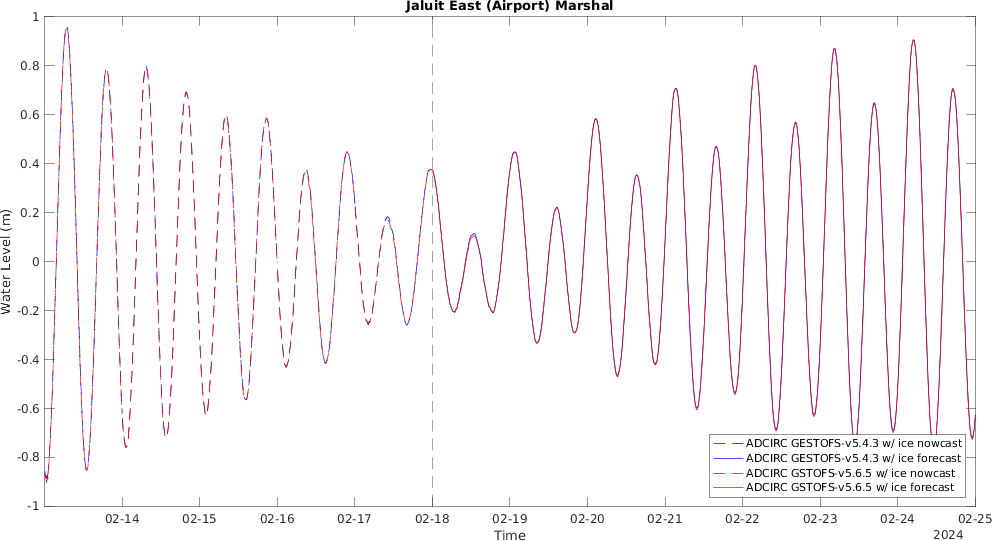 Jaluit East (Airport) Marshal
1
0.8
0.6
0.4
0.2
0
-0.2
-0.4
-0.6
-0.8
-1
Water Level (m)
ADCIRC GESTOFS-v5.4.3 w/ ice nowcast
ADCIRC GESTOFS-v5.4.3 w/ ice forecast
ADCIRC GSTOFS-v5.6.5 w/ ice nowcast
ADCIRC GSTOFS-v5.6.5 w/ ice forecast
02-14 02-15 02-16 02-17 02-18 02-19 02-20 02-21 02-22 02-23 02-24 02-25
Time
2024